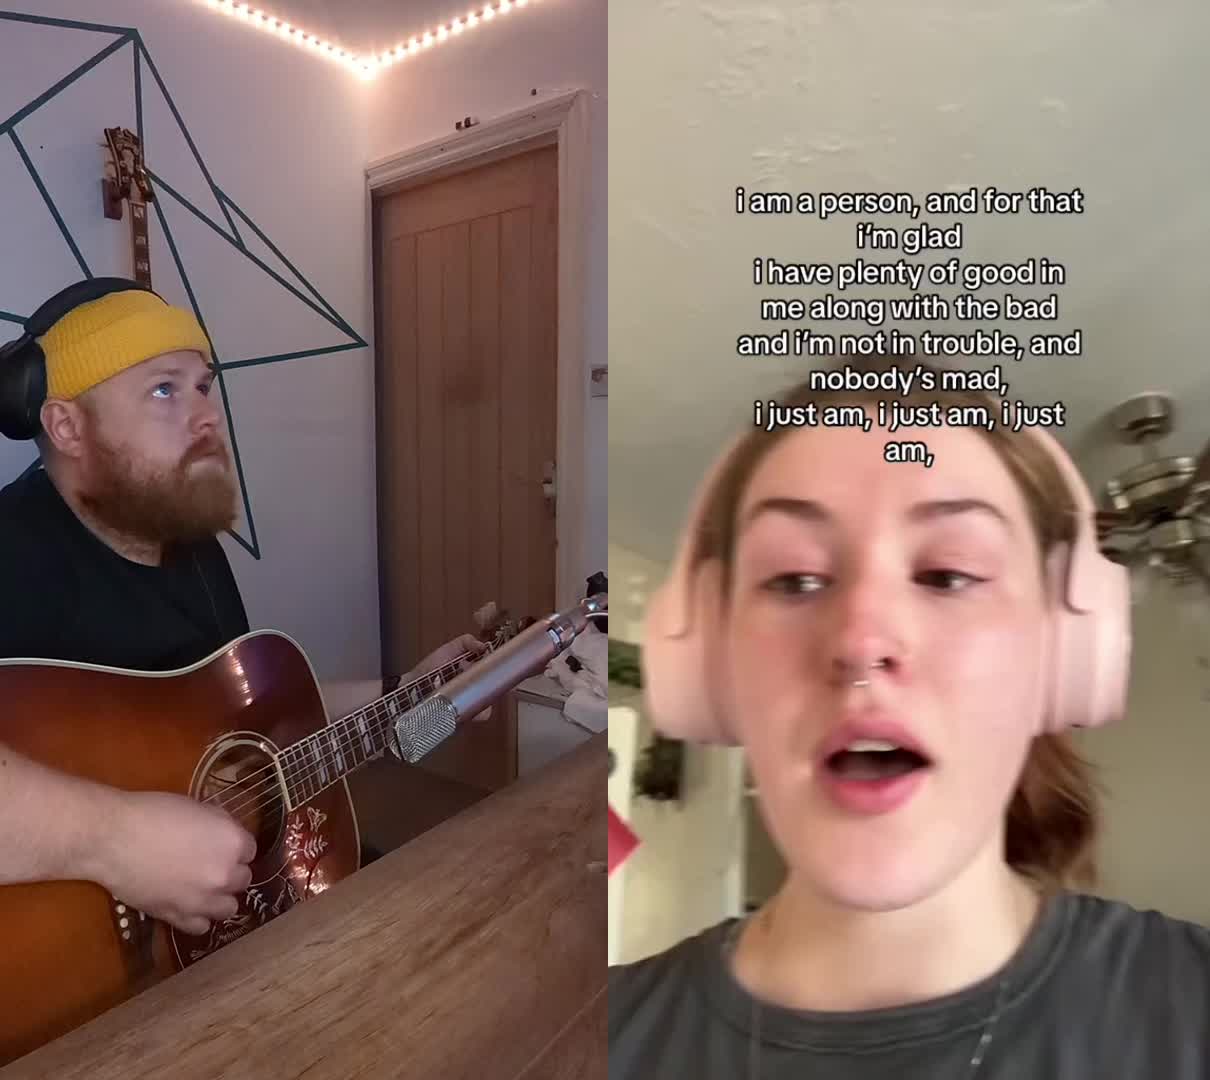 i am a person, and for that
i'm glad
i have plenty of good in
me along with the bad
and i'm not in trouble, and
nobody's mad,
i just am, i just am, i just
am,